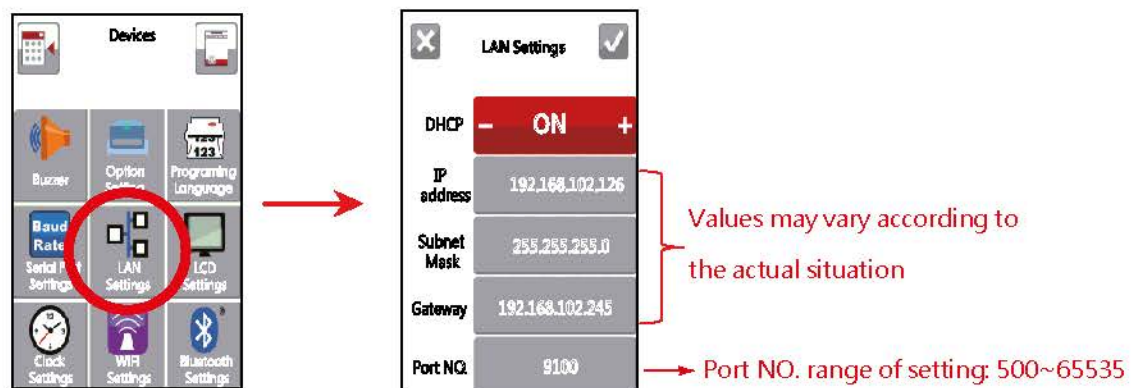 Devices
123
123
Buzzer
Option
Setting
Programing
Language
Baud
Rate
Serial Port
Settings
LAN
Settings
LCD
Settings
12
Clock
Settings
WIFI
Settings
Bluetooth
Settings
LAN Settings
DHCP
- ON +
IP
address
192.168.102.126
Subnet
Mask
255.255.255.0
Gateway
192.168.102.245
Port NO.
9100
Values may vary according to
the actual situation
Port NO. range of setting: 500~65535